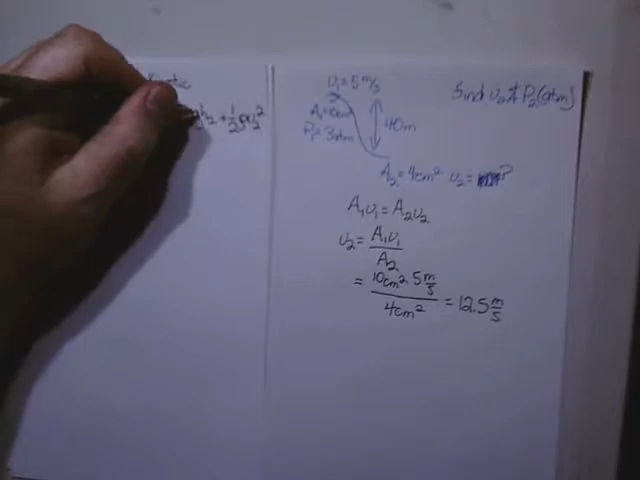 + ½ρv₂²
v₁ = 5 m/s
find v₂ & P₂ (atm)
A₁ = 10cm²
P₁ = 3atm
40m
A₂ = 4cm² v₂ = ?
A₁v₁ = A₂v₂
v₂ = A₁v₁ / A₂
= 10cm² 5 m/s / 4cm² = 12.5 m/s